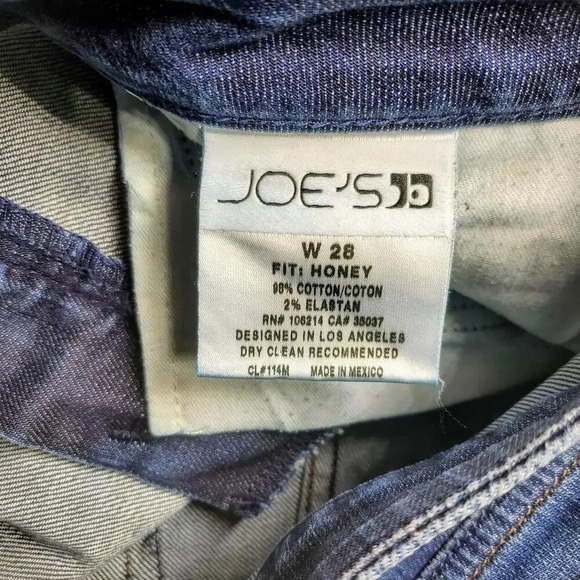 JOE'S
W 28
FIT: HONEY
98% COTTON/COTON
2% ELASTAN
RN# 106214 CA# 35037
DESIGNED IN LOS ANGELES
DRY CLEAN RECOMMENDED
CL#114M MADE IN MEXICO